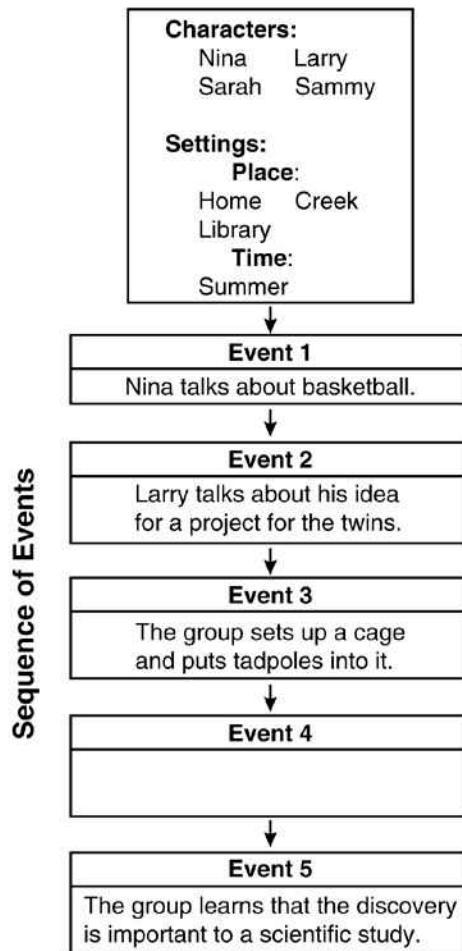 Characters:
Nina Larry
Sarah Sammy
Settings:
Place:
Home Creek
Library
Time:
Summer
Sequence of Events
Event 1
Nina talks about basketball.
Event 2
Larry talks about his idea
for a project for the twins.
Event 3
The group sets up a cage
and puts tadpoles into it.
Event 4
Event 5
The group learns that the discovery
is important to a scientific study.